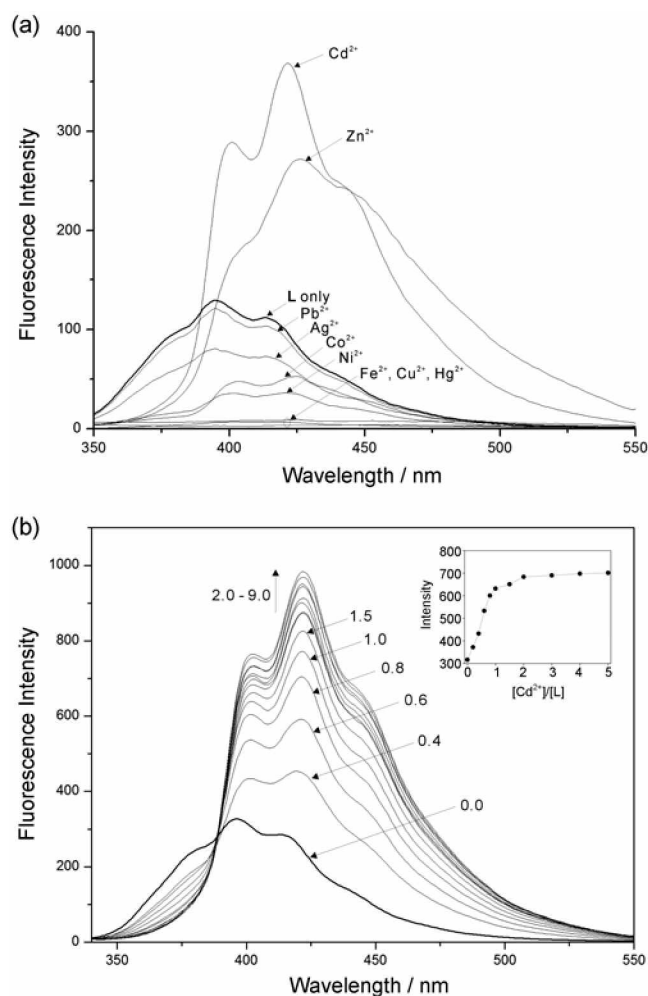 (a)
400
300
200
100
0
Fluorescence Intensity
Cd²⁺
Zn²⁺
L only
Pb²⁺
Ag²⁺
Co²⁺
Ni²⁺
Fe²⁺, Cu²⁺, Hg²⁺
350 400 450 500 550
Wavelength / nm
(b)
1000
800
600
400
200
0
Fluorescence Intensity
2.0 - 9.0
1.5
1.0
0.8
0.6
0.4
0.0
800
700
600
500
400
300
Intensity
0 1 2 3 4 5
[Cd²⁺]/[L]
350 400 450 500 550
Wavelength / nm